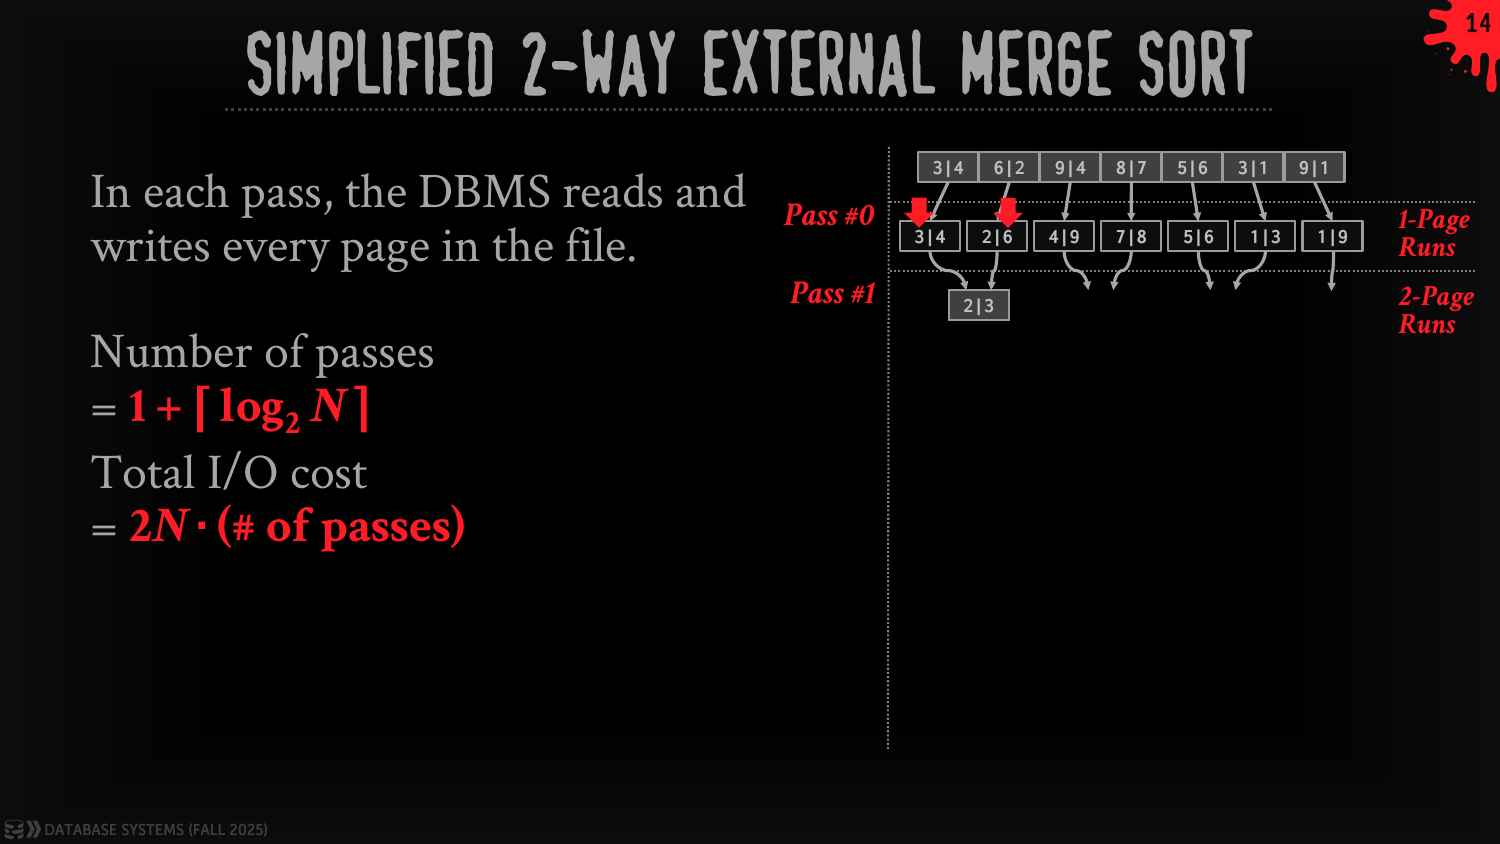 SIMPLIFIED 2-WAY EXTERNAL MERGE SORT
14
In each pass, the DBMS reads and
writes every page in the file.
Number of passes
= 1 + ⌈ log₂ N ⌉
Total I/O cost
= 2N · (# of passes)
3|4 6|2 9|4 8|7 5|6 3|1 9|1
Pass #0
3|4 2|6 4|9 7|8 5|6 1|3 1|9
1-Page
Runs
Pass #1
2|3
2-Page
Runs
DATABASE SYSTEMS (FALL 2025)